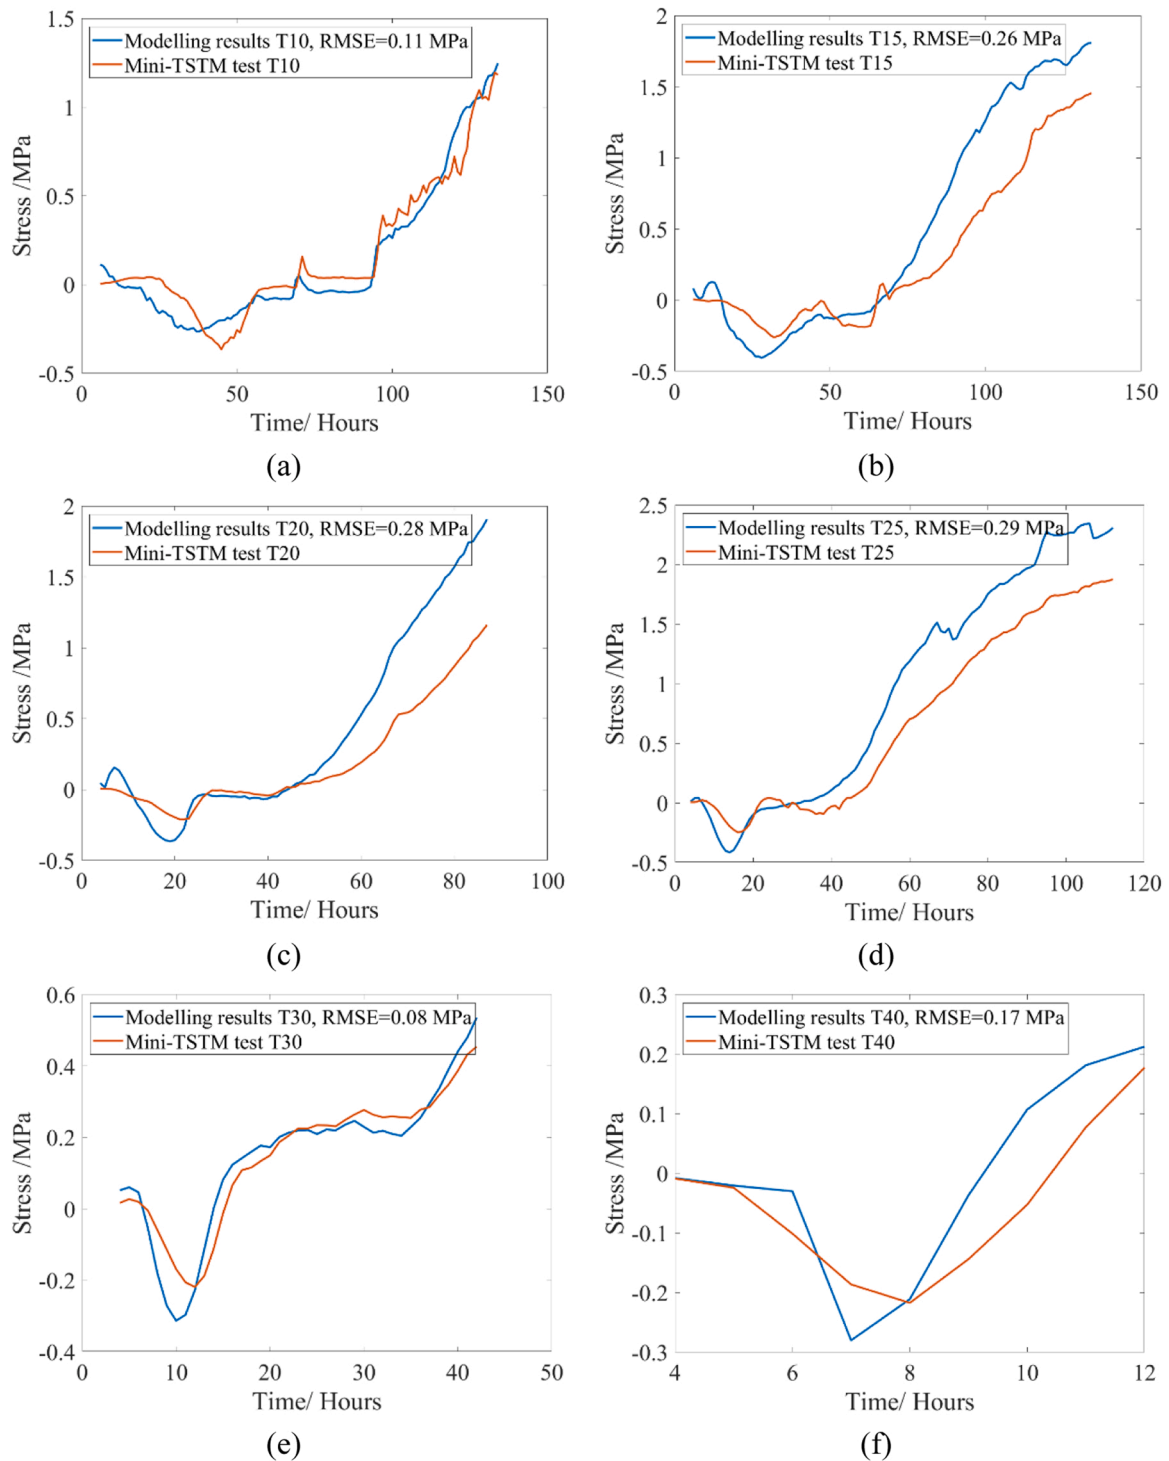 1.5
Modelling results T10, RMSE=0.11 MPa
Mini-TSTM test T10
1
0.5
0
-0.5
Stress /MPa
0 50 100 150
Time/ Hours
(a)
2
Modelling results T15, RMSE=0.26 MPa
Mini-TSTM test T15
1.5
1
0.5
0
-0.5
Stress /MPa
0 50 100 150
Time/ Hours
(b)
2
Modelling results T20, RMSE=0.28 MPa
Mini-TSTM test T20
1.5
1
0.5
0
-0.5
Stress /MPa
0 20 40 60 80 100
Time/ Hours
(c)
2.5
Modelling results T25, RMSE=0.29 MPa
Mini-TSTM test T25
2
1.5
1
0.5
0
-0.5
Stress /MPa
0 20 40 60 80 100 120
Time/ Hours
(d)
0.6
Modelling results T30, RMSE=0.08 MPa
Mini-TSTM test T30
0.4
0.2
0
-0.2
-0.4
Stress /MPa
0 10 20 30 40 50
Time/ Hours
(e)
0.3
Modelling results T40, RMSE=0.17 MPa
Mini-TSTM test T40
0.2
0.1
0
-0.1
-0.2
-0.3
Stress /MPa
4 6 8 10 12
Time/ Hours
(f)